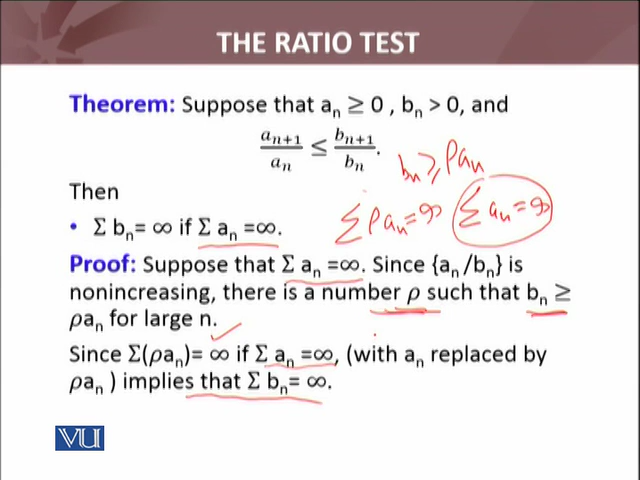 THE RATIO TEST
Theorem: Suppose that aₙ ≥ 0 , bₙ > 0, and
aₙ₊₁/aₙ ≤ bₙ₊₁/bₙ.
bₙ ≥ ρaₙ
Then
• Σ bₙ= ∞ if Σ aₙ =∞.
Σ ρaₙ=∞ Σ aₙ=∞
Proof: Suppose that Σ aₙ =∞. Since {aₙ/bₙ} is
nonincreasing, there is a number ρ such that bₙ ≥
ρaₙ for large n.
Since Σ(ρaₙ)= ∞ if Σ aₙ =∞, (with aₙ replaced by
ρaₙ ) implies that Σ bₙ= ∞.
VU